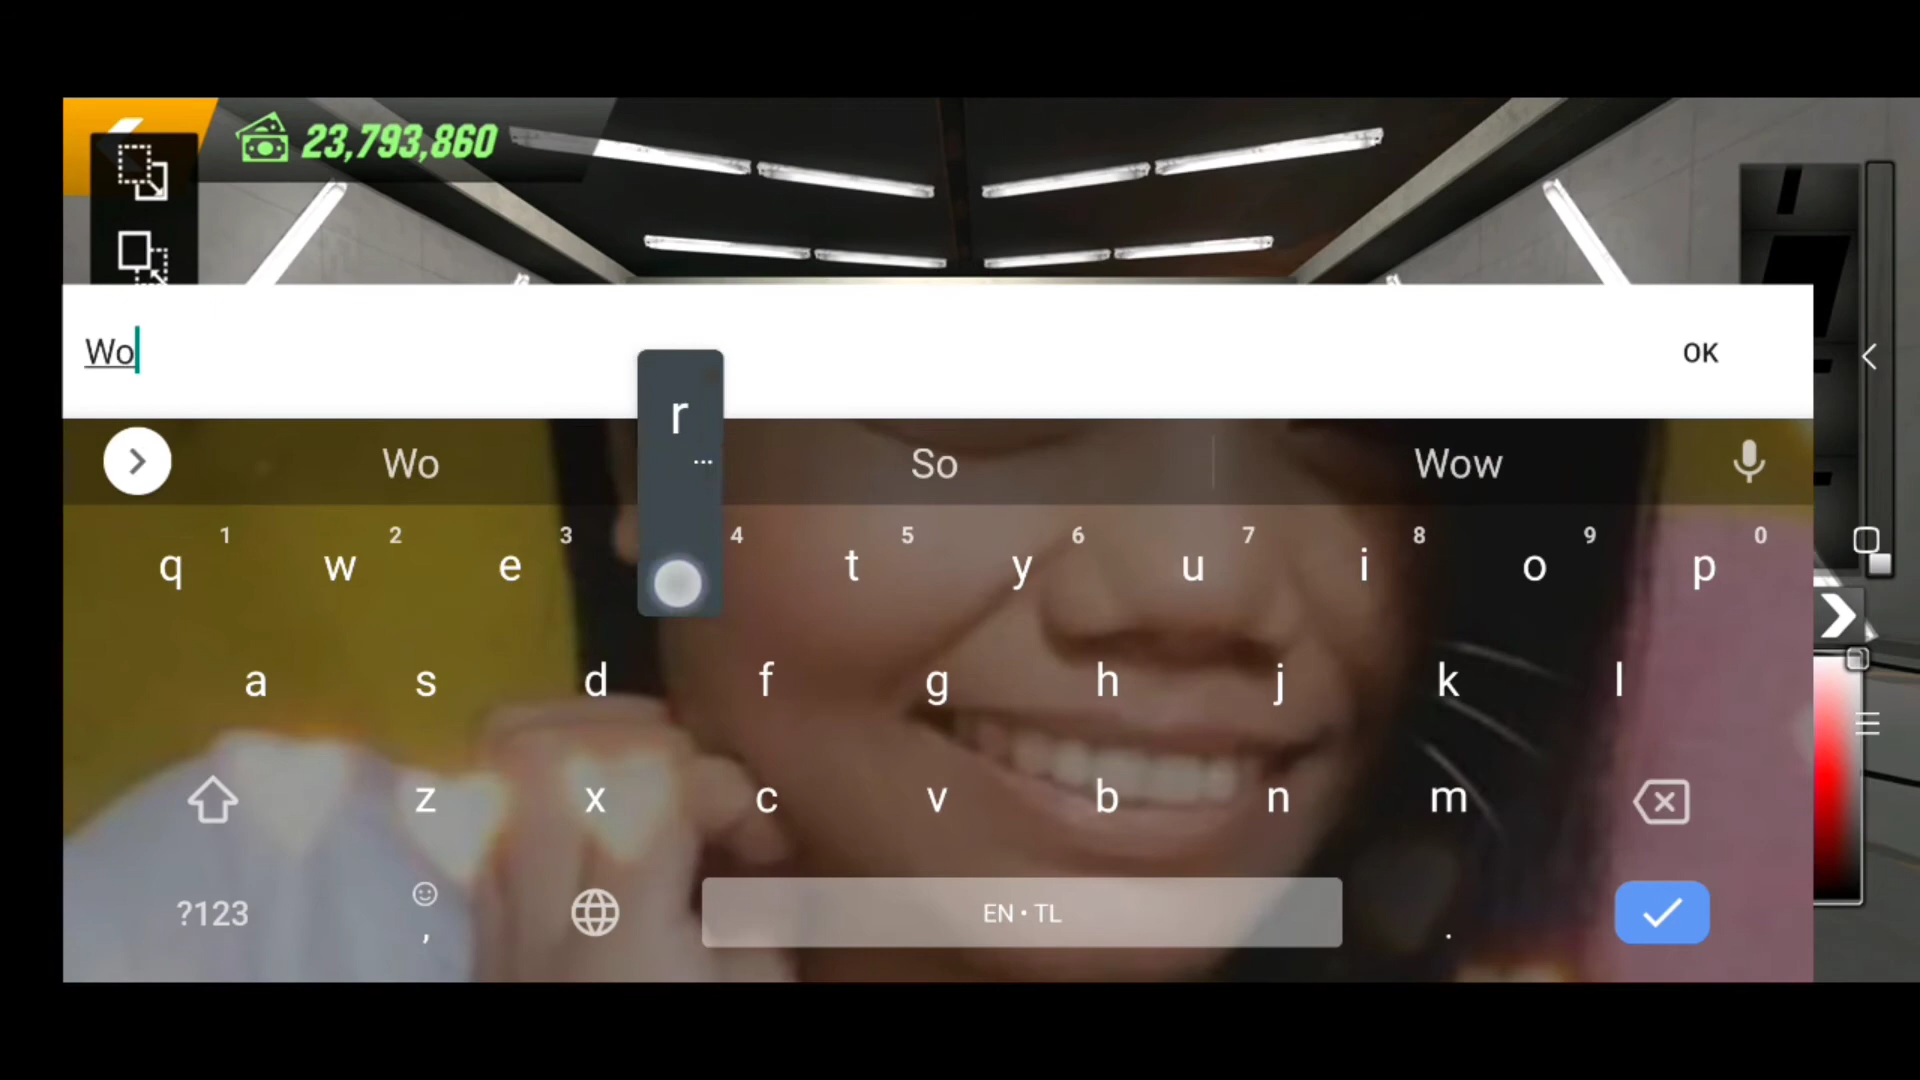 23,793,860
Wo
OK
r
...
Wo So Wow
1 2 3 4 5 6 7 8 9 0
q w e t y u i o p
a s d f g h j k l
z x c v b n m
?123 , EN • TL .